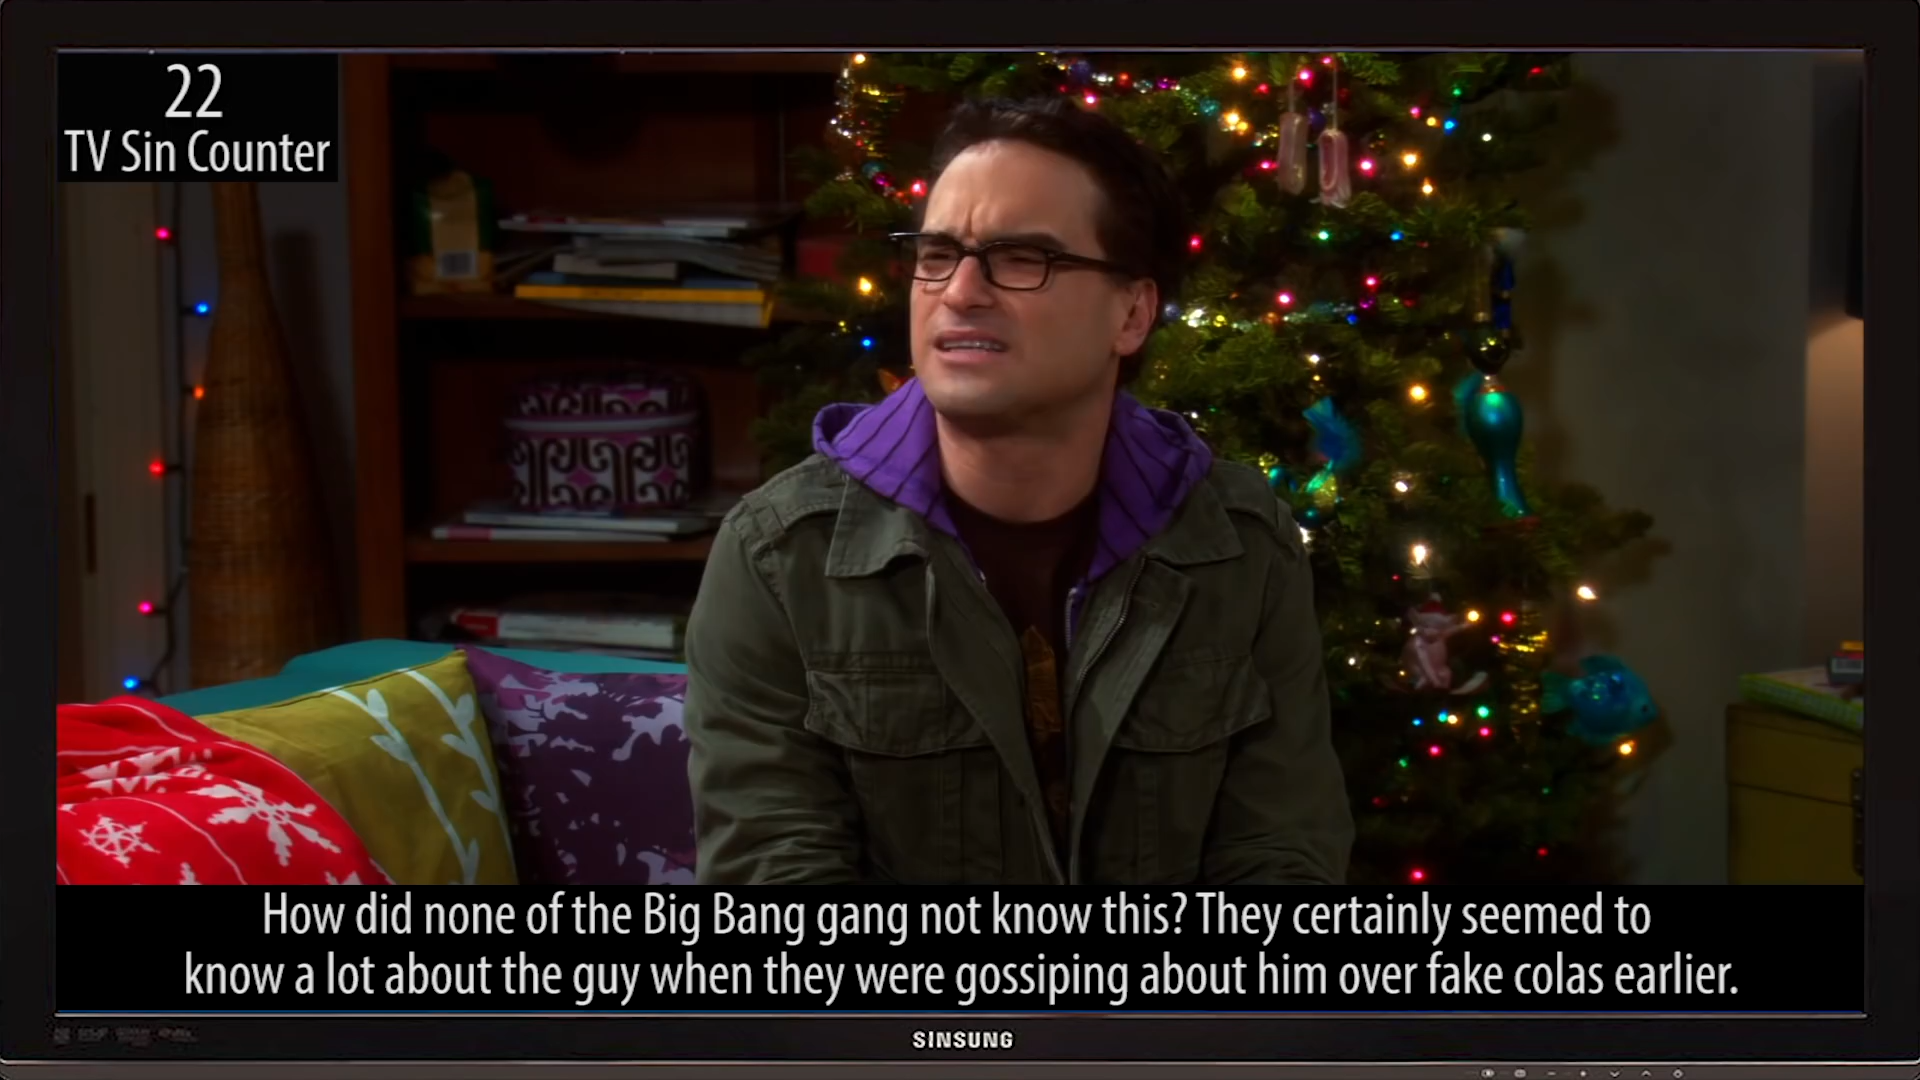 22
TV Sin Counter
How did none of the Big Bang gang not know this? They certainly seemed to
know a lot about the guy when they were gossiping about him over fake colas earlier.
SINSUNG